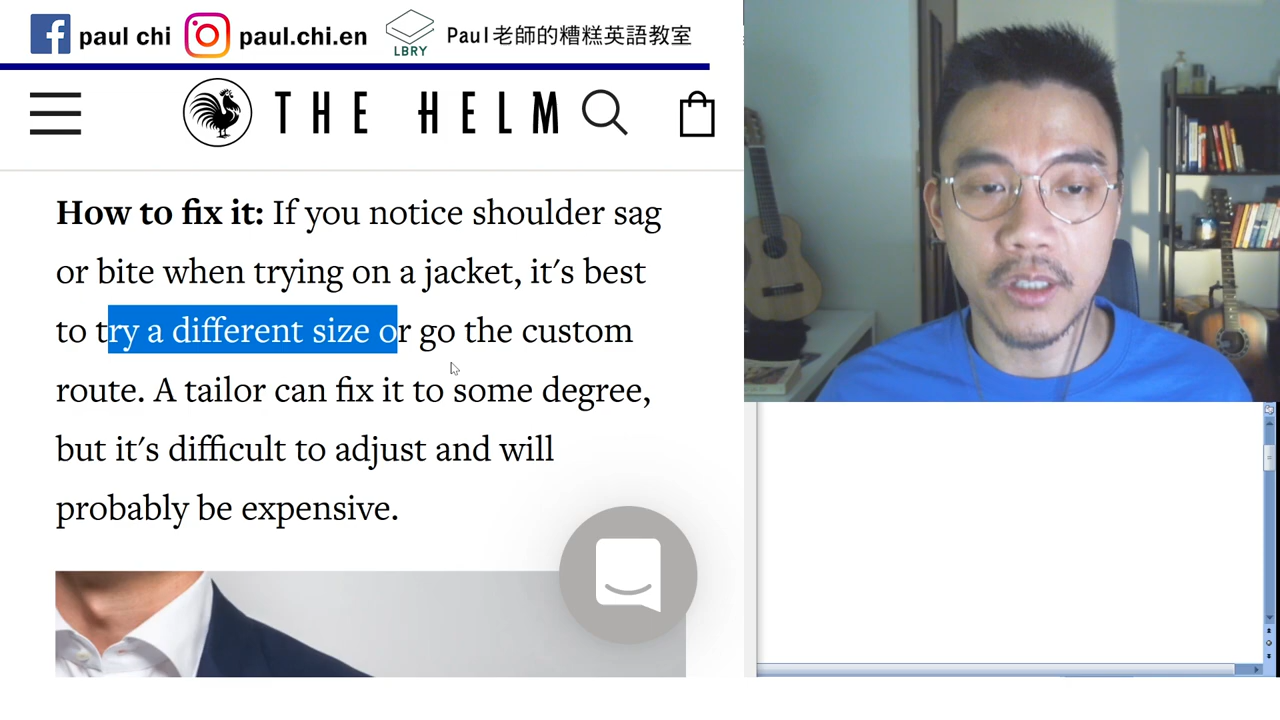 paul chi paul.chi.en LBRY Paul老師的糟糕英語教室
THE HELM
How to fix it: If you notice shoulder sag
or bite when trying on a jacket, it's best
to try a different size or go the custom
route. A tailor can fix it to some degree,
but it's difficult to adjust and will
probably be expensive.